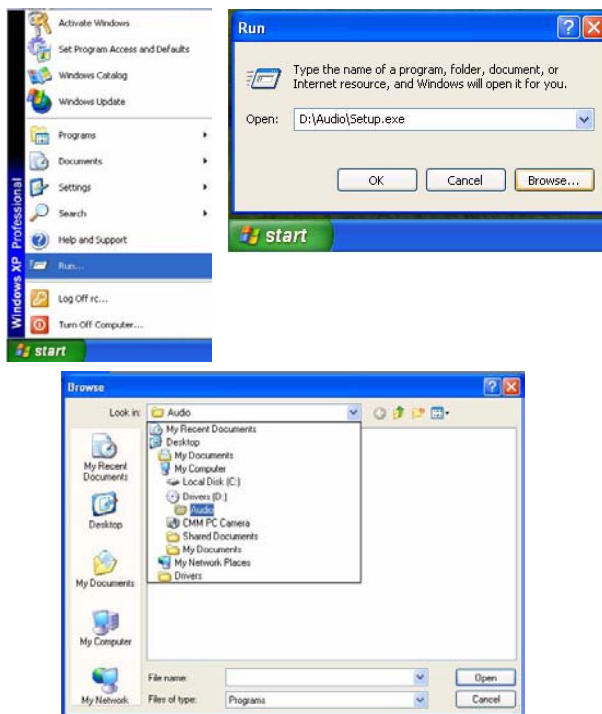 Activate Windows
Set Program Access and Defaults
Windows Catalog
Windows Update
Programs
Documents
Settings
Search
Help and Support
Run...
Log Off rc...
Turn Off Computer...
Windows XP Professional
start
Run
Type the name of a program, folder, document, or
Internet resource, and Windows will open it for you.
Open: D:\Audio\Setup.exe
OK Cancel Browse...
start
Browse
Look in: Audio
My Recent Documents
Desktop
My Documents
My Computer
Local Disk (C:)
Drivers (D:)
Audio
CMM PC Camera
Shared Documents
My Documents
My Network Places
Drivers
My Recent
Documents
Desktop
My Documents
My Computer
My Network
File name:
Open
Files of type: Programs
Cancel